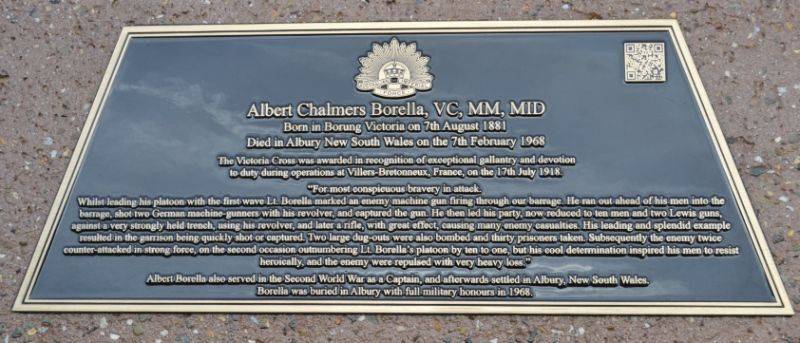 Albert Chalmers Borella, VC, MM, MID
Born in Borung Victoria on 7th August 1881
Died in Albury New South Wales on the 7th February 1968
The Victoria Cross was awarded in recognition of exceptional gallantry and devotion
to duty during operations at Villers-Bretonneux, France, on the 17th July 1918.
"For most conspicuous bravery in attack.
Whilst leading his platoon with the first wave Lt. Borella marked an enemy machine gun firing through our barrage. He ran out ahead of his men into the
barrage, shot two German machine-gunners with his revolver, and captured the gun. He then led his party, now reduced to ten men and two Lewis guns,
against a very strongly held trench, using his revolver, and later a rifle, with great effect, causing many enemy casualties. His leading and splendid example
resulted in the garrison being quickly shot or captured. Two large dug-outs were also bombed and thirty prisoners taken. Subsequently the enemy twice
counter-attacked in strong force, on the second occasion outnumbering Lt. Borella's platoon by ten to one, but his cool determination inspired his men to resist
heroically, and the enemy were repulsed with very heavy loss."
Albert Borella also served in the Second World War as a Captain, and afterwards settled in Albury, New South Wales.
Borella was buried in Albury with full military honours in 1968.